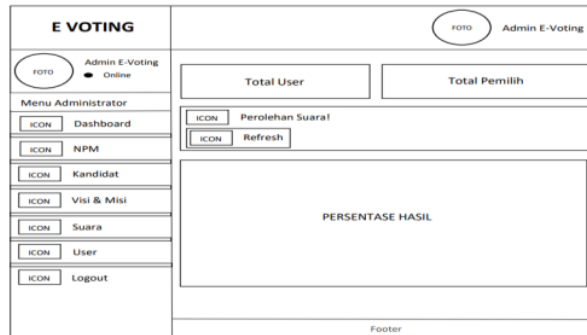 E VOTING
FOTO Admin E-Voting
FOTO Admin E-Voting
Online
Menu Administrator
ICON Dashboard
ICON NPM
ICON Kandidat
ICON Visi & Misi
ICON Suara
ICON User
ICON Logout
Total User
Total Pemilih
ICON Perolehan Suara!
ICON Refresh
PERSENTASE HASIL
Footer